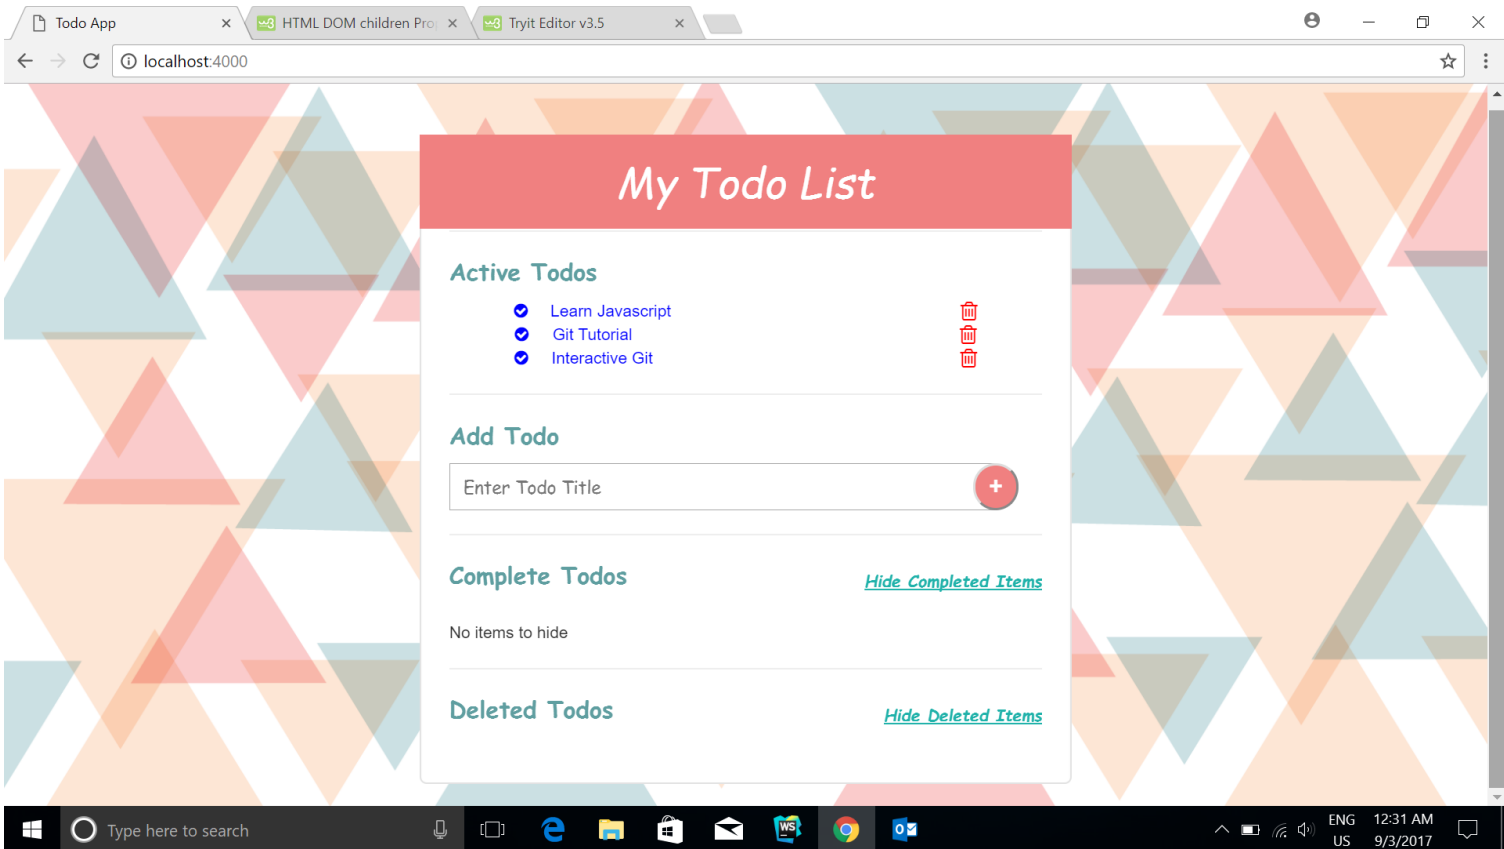 Todo App
HTML DOM children Pro
Tryit Editor v3.5
localhost:4000
My Todo List
Active Todos
Learn Javascript
Git Tutorial
Interactive Git
Add Todo
Enter Todo Title
+
Complete Todos
Hide Completed Items
No items to hide
Deleted Todos
Hide Deleted Items
Type here to search
WS
ENG
US
12:31 AM
9/3/2017